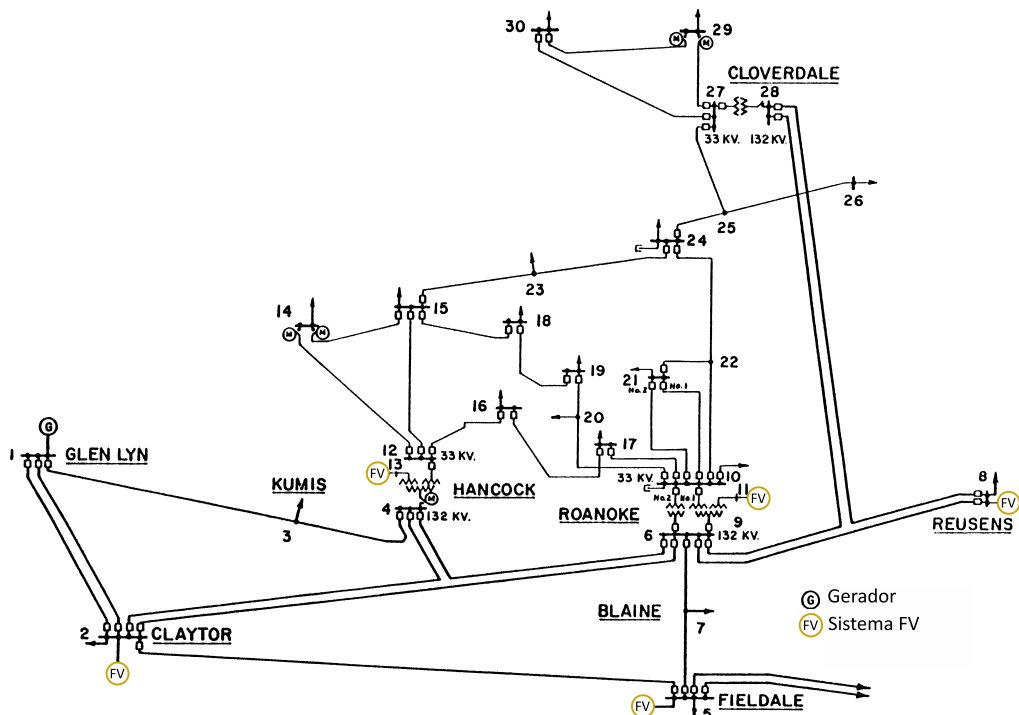 30
29
M
M
CLOVERDALE
27
28
33 KV.
132 KV.
26
25
24
23
14
M
M
15
18
22
19
21
No. 2
No. 1
16
20
17
G
1
GLEN LYN
12
33 KV.
13
FV
HANCOCK
M
KUMIS
4
132 KV.
3
33 KV.
10
No.2
No.1
11
FV
ROANOKE
9
6
132 KV.
8
FV
REUSENS
BLAINE
7
G
Gerador
FV
Sistema FV
2
CLAYTOR
FV
FV
5
FIELDALE